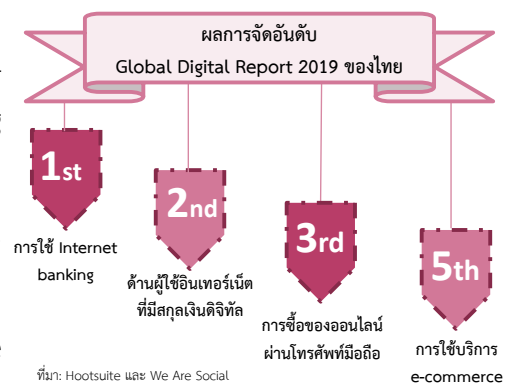 ผลการจัดอันดับ
Global Digital Report 2019 ของไทย
1st
การใช้ Internet
banking
2nd
ด้านผู้ใช้อินเทอร์เน็ต
ที่มีสกุลเงินดิจิทัล
3rd
การซื้อของออนไลน์
ผ่านโทรศัพท์มือถือ
5th
การใช้บริการ
e-commerce
ที่มา: Hootsuite และ We Are Social